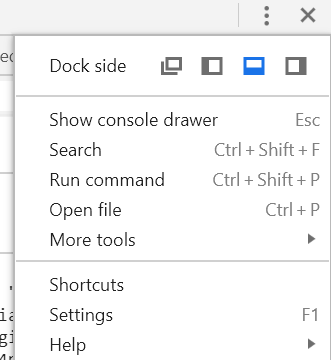 Dock side
Show console drawer Esc
Search Ctrl + Shift + F
Run command Ctrl + Shift + P
Open file Ctrl + P
More tools
Shortcuts
Settings F1
Help